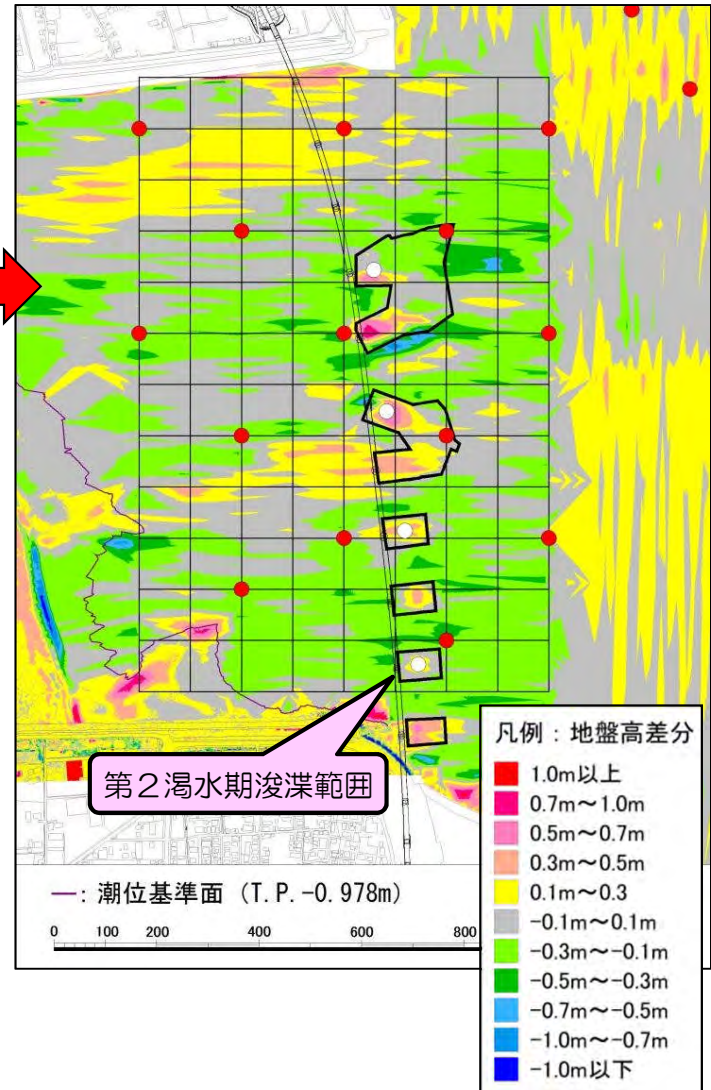 第2渇水期浚渫範囲
―：潮位基準面（T.P.-0.978m）
0 100 200 400 600 800
凡例：地盤高差分
1.0m以上
0.7m～1.0m
0.5m～0.7m
0.3m～0.5m
0.1m～0.3
-0.1m～0.1m
-0.3m～-0.1m
-0.5m～-0.3m
-0.7m～-0.5m
-1.0m～-0.7m
-1.0m以下